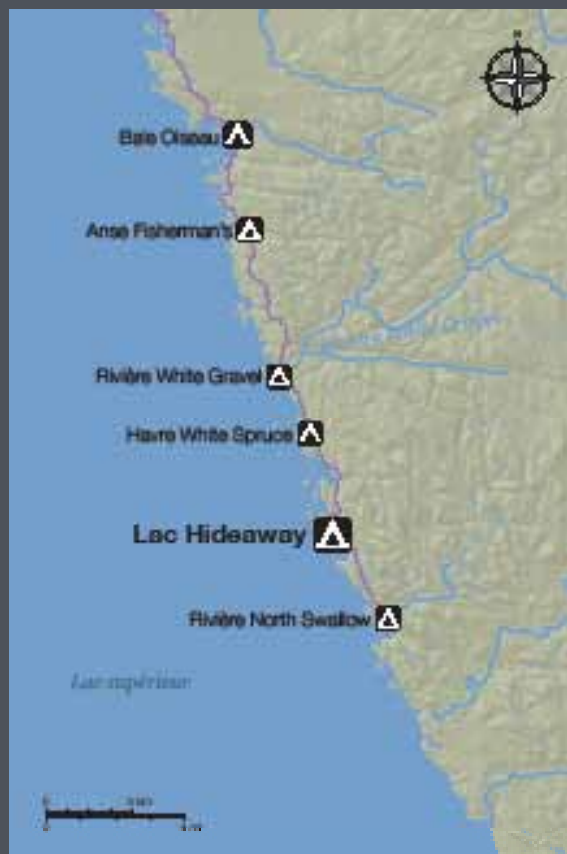 Baie Oiseau
Anse Fisherman's
Rivière White Gravel
Havre White Spruce
Lac Hideaway
Rivière North Swallow
Lac supérieur